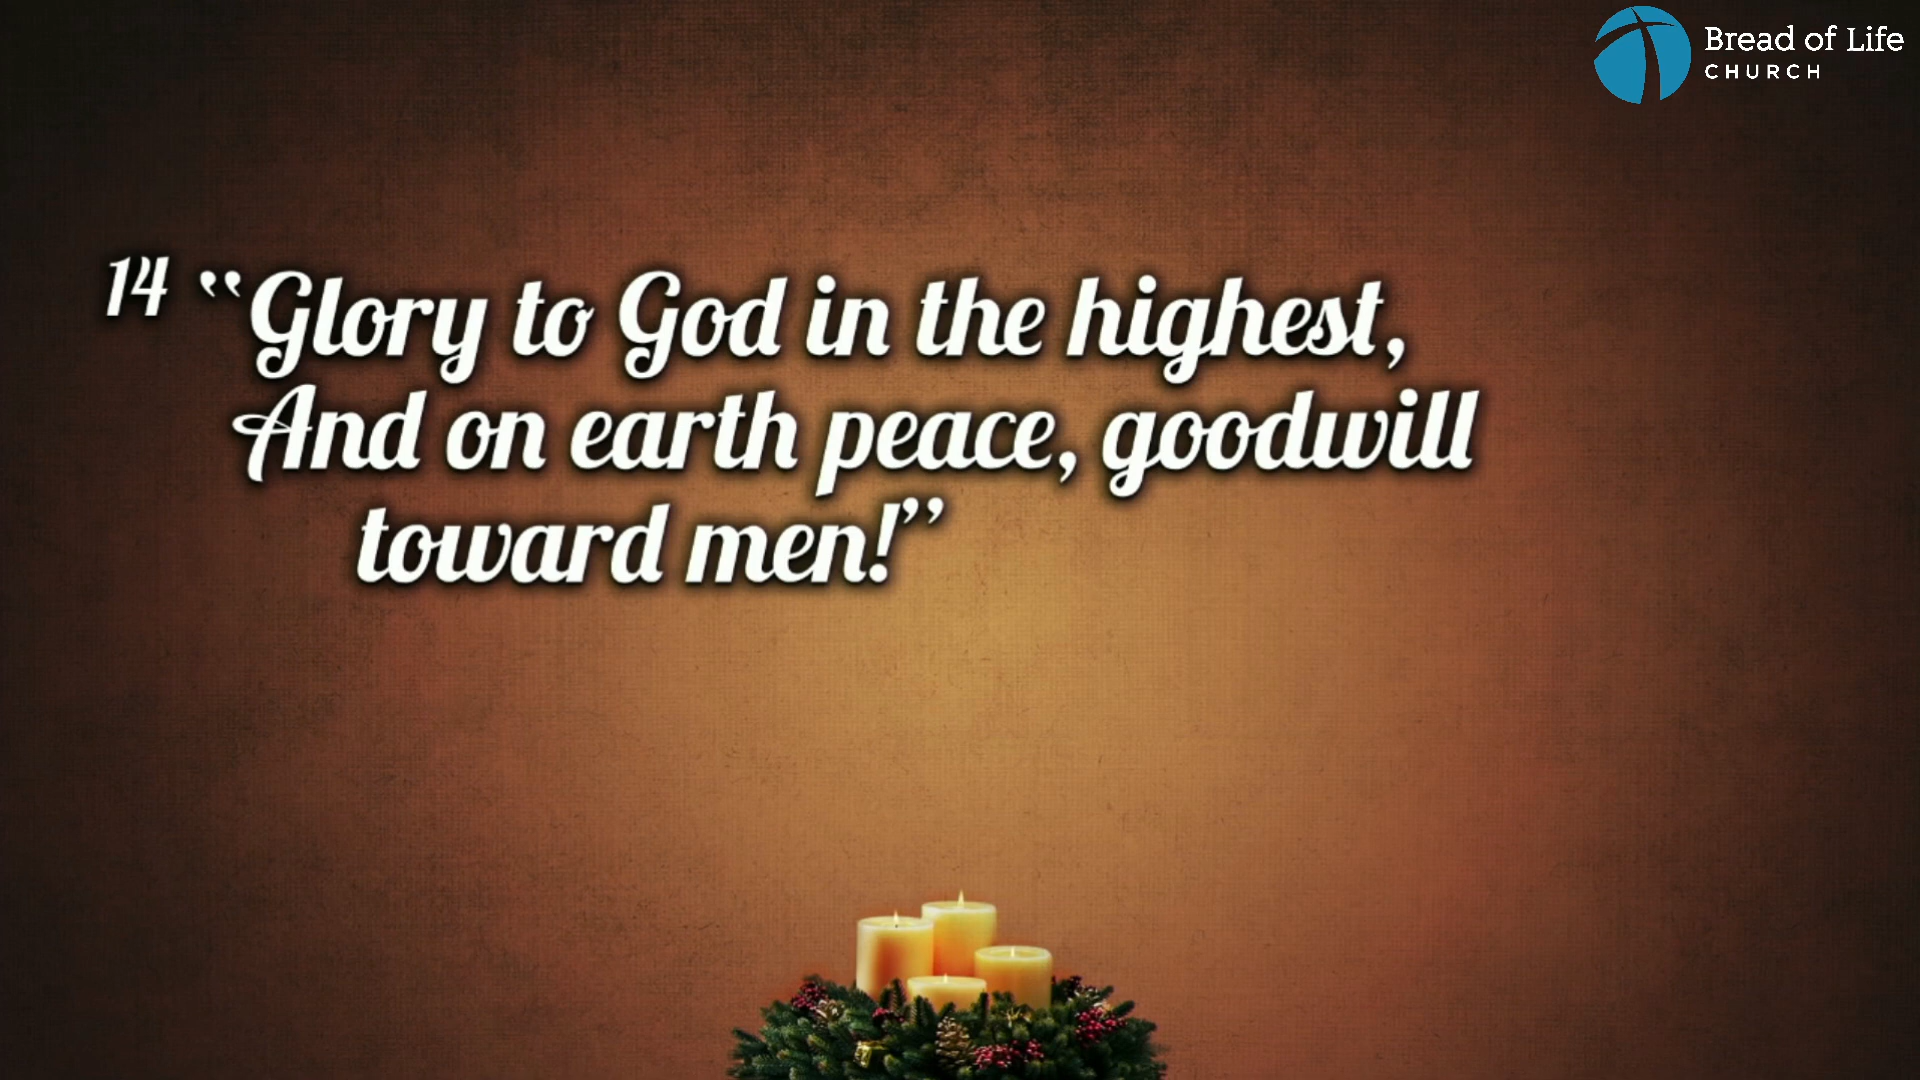 Bread of Life
CHURCH
14 “Glory to God in the highest,
And on earth peace, goodwill
toward men!”